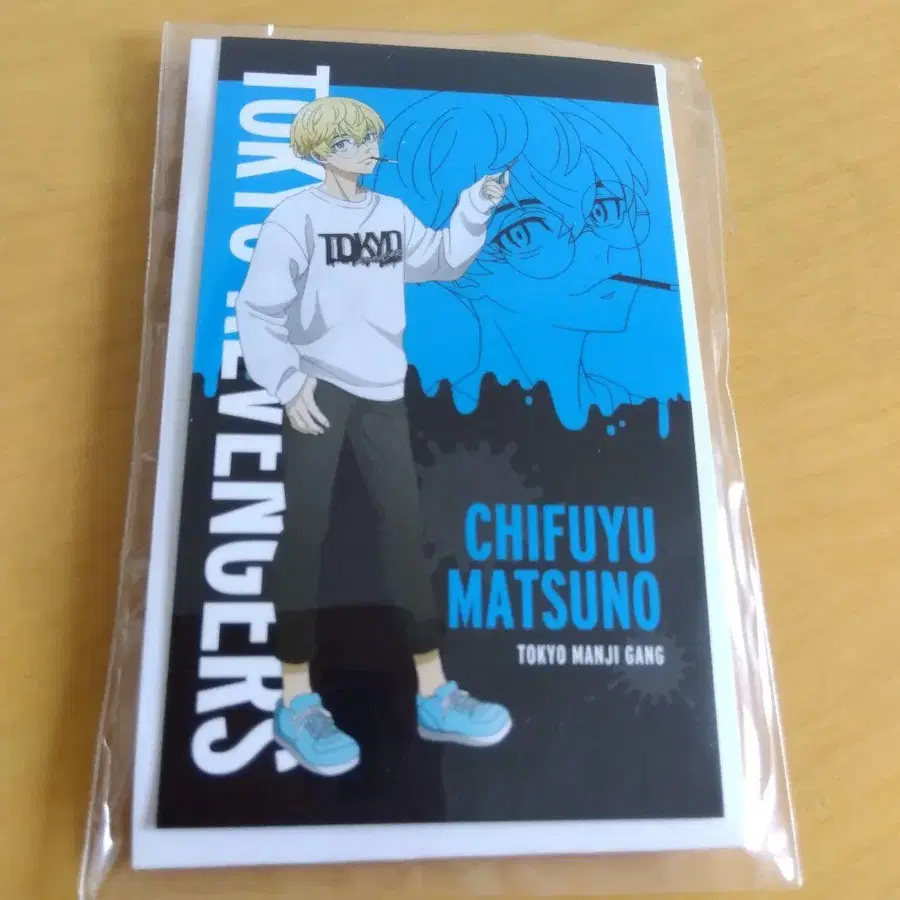 TOKYO REVENGERS
TOKYO
CHIFUYU
MATSUNO
TOKYO MANJI GANG